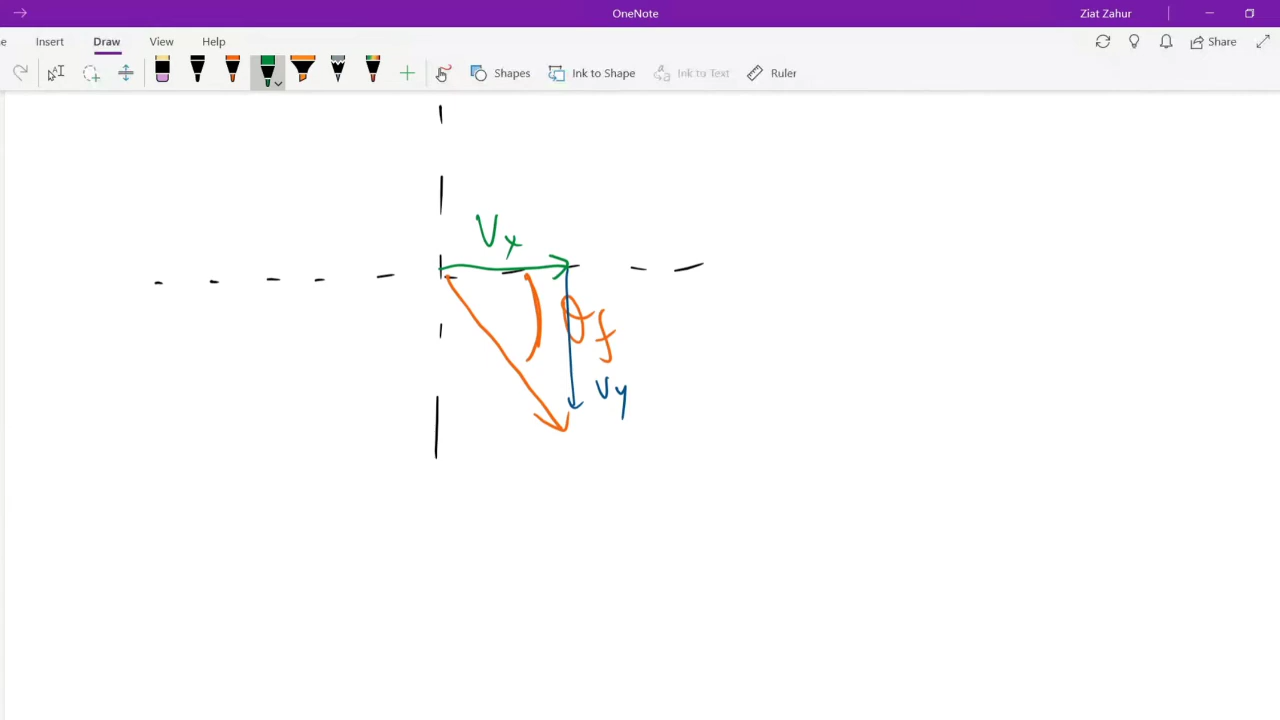 OneNote
Ziat Zahur
Insert Draw View Help
Share
Shapes Ink to Shape Ink to Text Ruler
Vx
θf
Vy